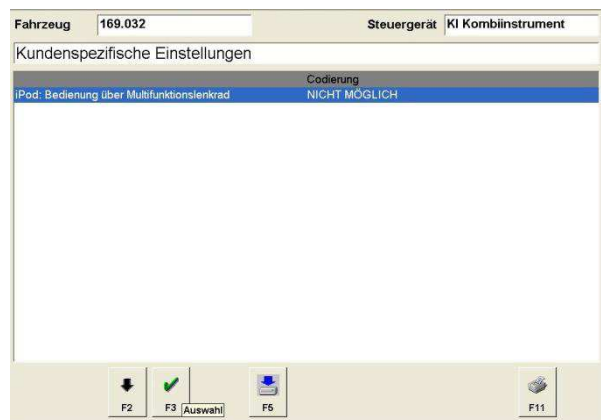 Fahrzeug 169.032 Steuergerät KI Kombiinstrument
Kundenspezifische Einstellungen
Codierung
iPod: Bedienung über Multifunktionslenkrad NICHT MÖGLICH
F2 F3 Auswahl F5 F11